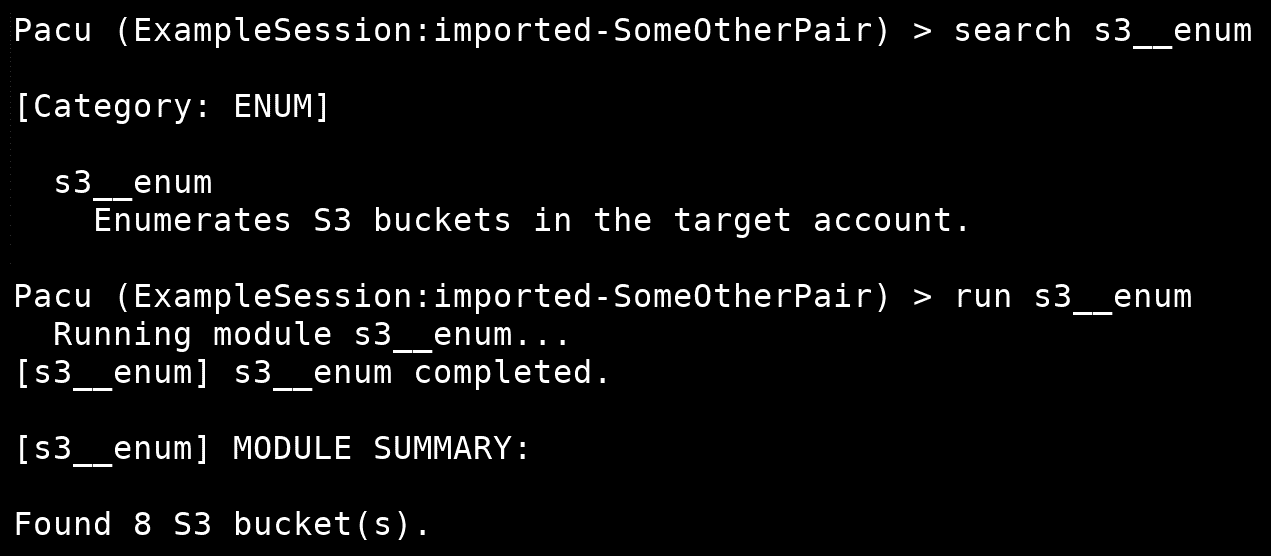 Pacu (ExampleSession:imported-SomeOtherPair) > search s3__enum
[Category: ENUM]
s3__enum
Enumerates S3 buckets in the target account.
Pacu (ExampleSession:imported-SomeOtherPair) > run s3__enum
Running module s3__enum...
[s3__enum] s3__enum completed.
[s3__enum] MODULE SUMMARY:
Found 8 S3 bucket(s).